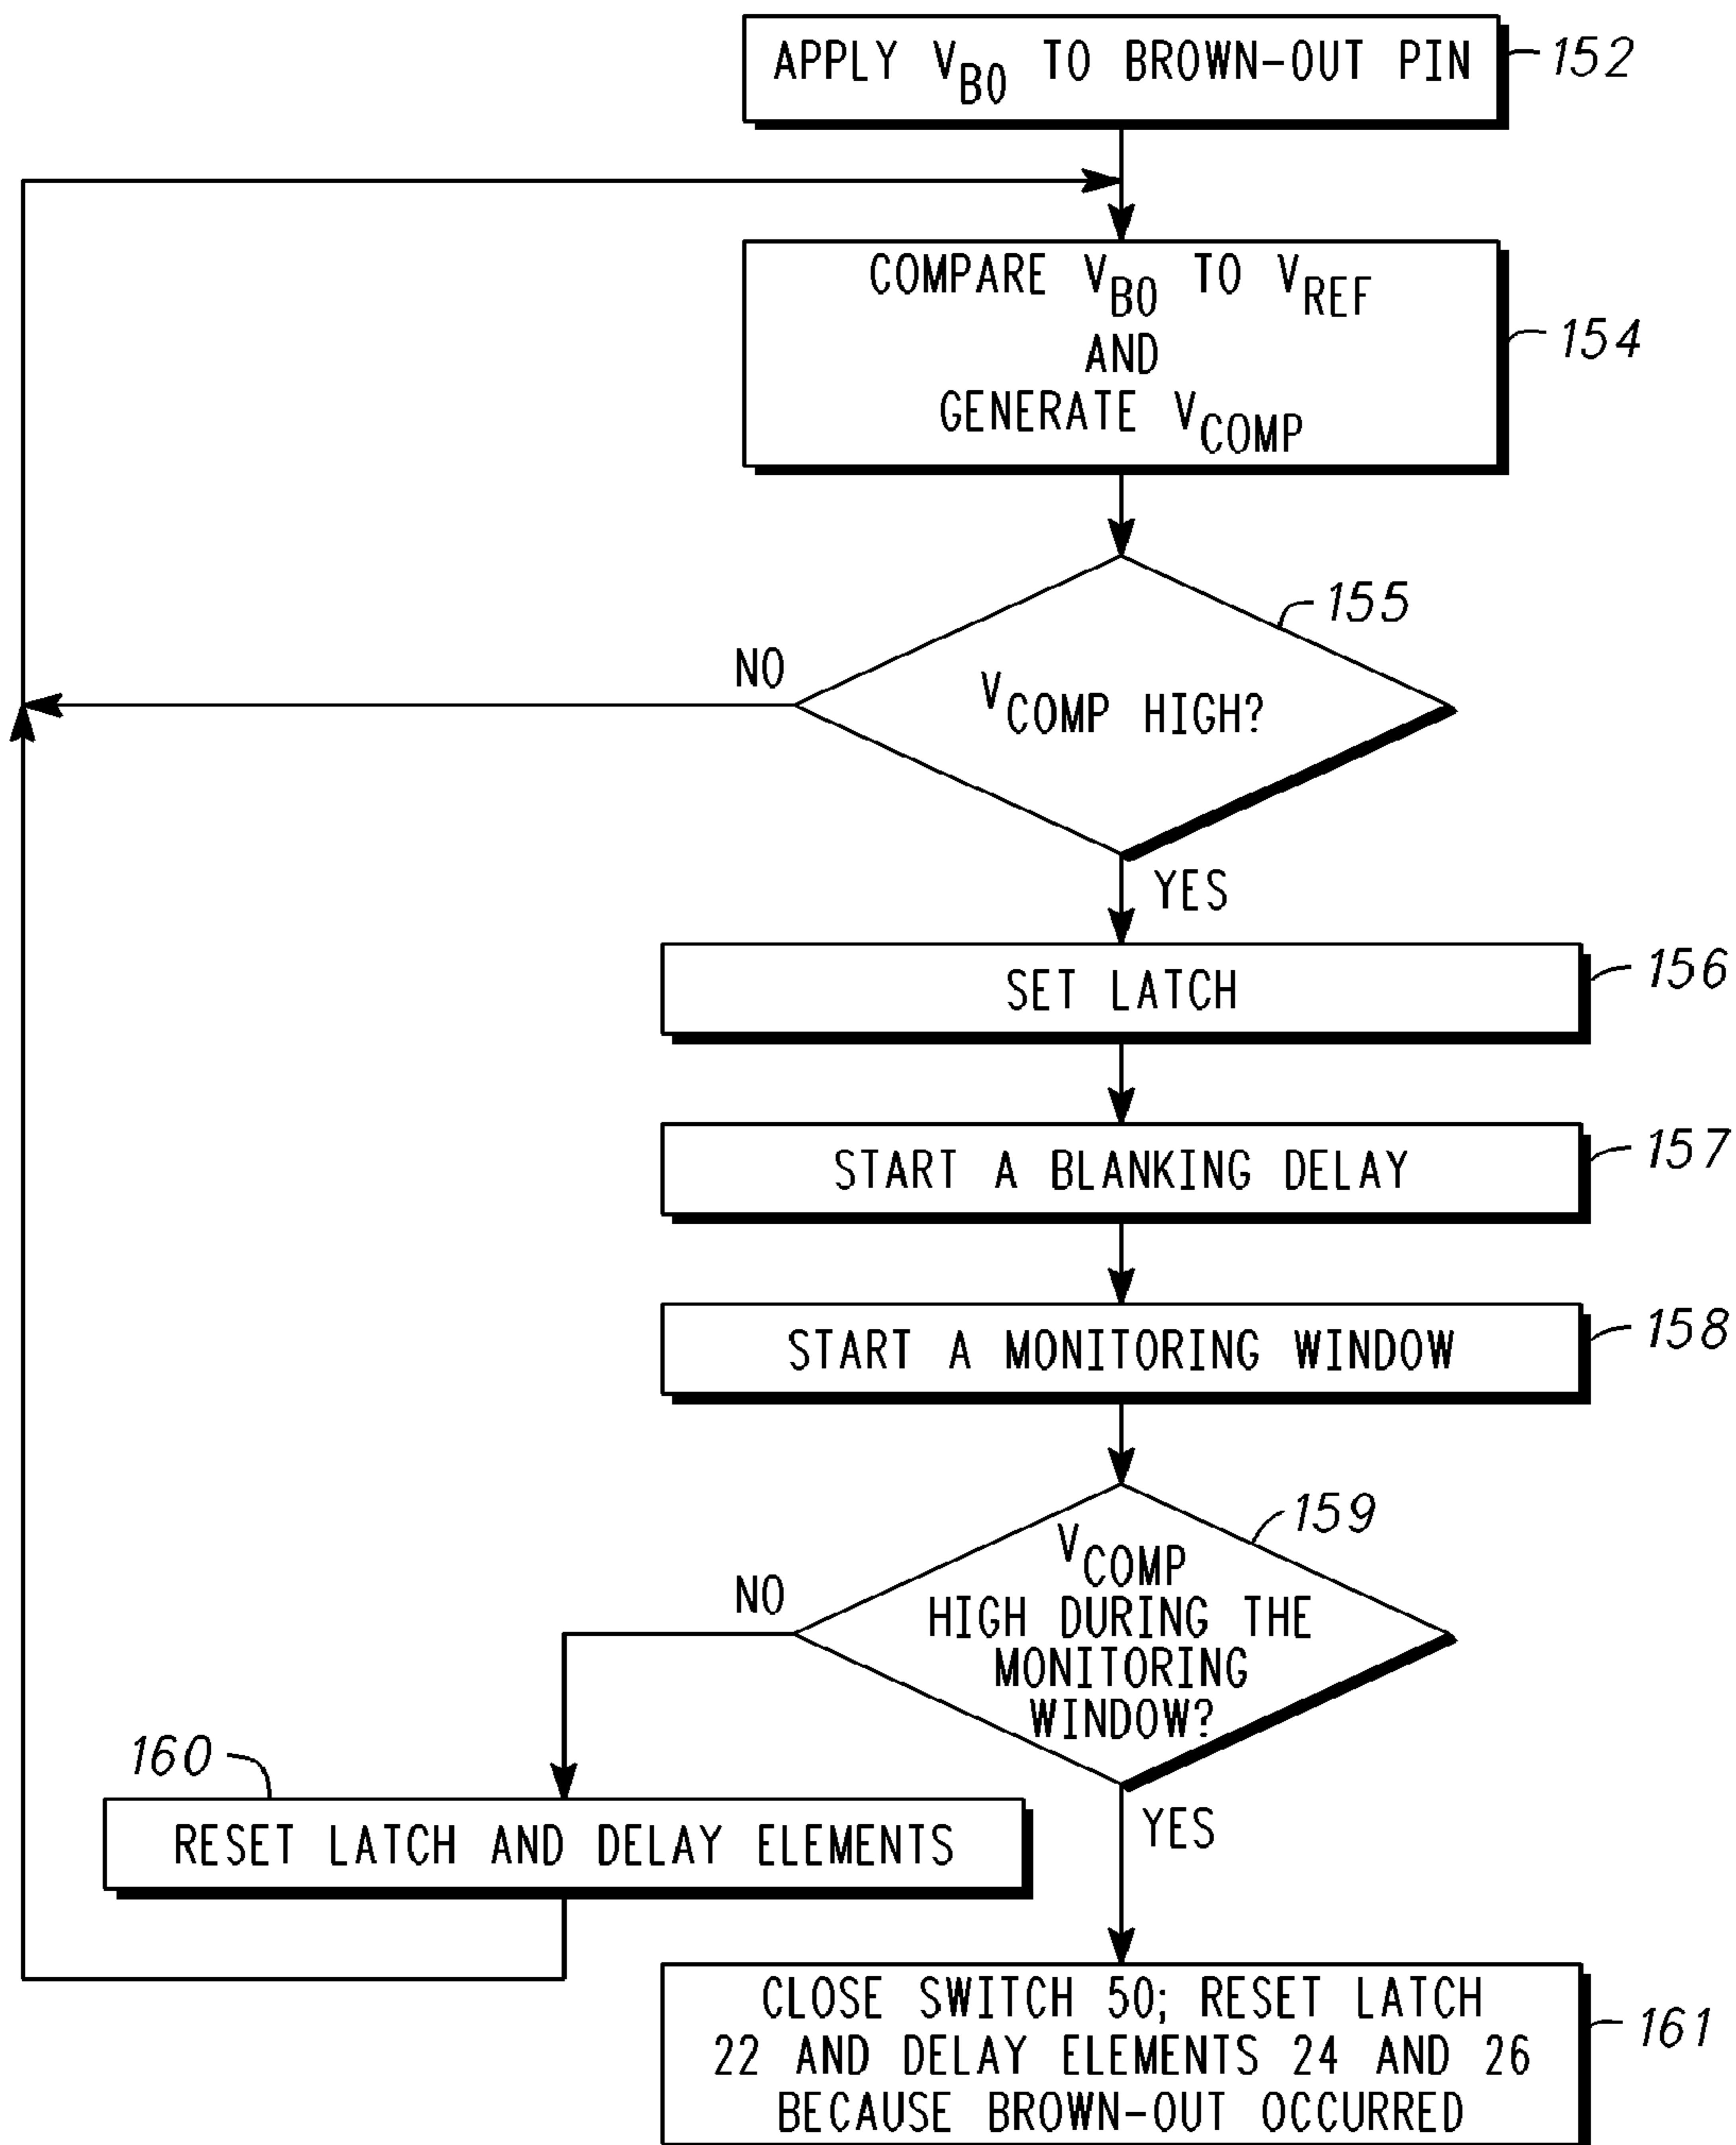 APPLY VBO TO BROWN-OUT PIN
152
COMPARE VBO TO VREF
AND
GENERATE VCOMP
154
155
NO
VCOMP HIGH?
YES
SET LATCH
156
START A BLANKING DELAY
157
START A MONITORING WINDOW
158
159
NO
VCOMP
HIGH DURING THE
MONITORING
WINDOW?
160
YES
RESET LATCH AND DELAY ELEMENTS
CLOSE SWITCH 50; RESET LATCH
22 AND DELAY ELEMENTS 24 AND 26
BECAUSE BROWN-OUT OCCURRED
161